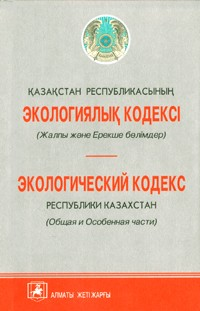 ҚАЗАҚСТАН РЕСПУБЛИКАСЫНЫҢ
ЭКОЛОГИЯЛЫҚ КОДЕКСІ
(Жалпы және Ерекше бөлімдер)
ЭКОЛОГИЧЕСКИЙ КОДЕКС
РЕСПУБЛИКИ КАЗАХСТАН
(Общая и Особенная части)
АЛМАТЫ ЖЕТІ ЖАРҒЫ